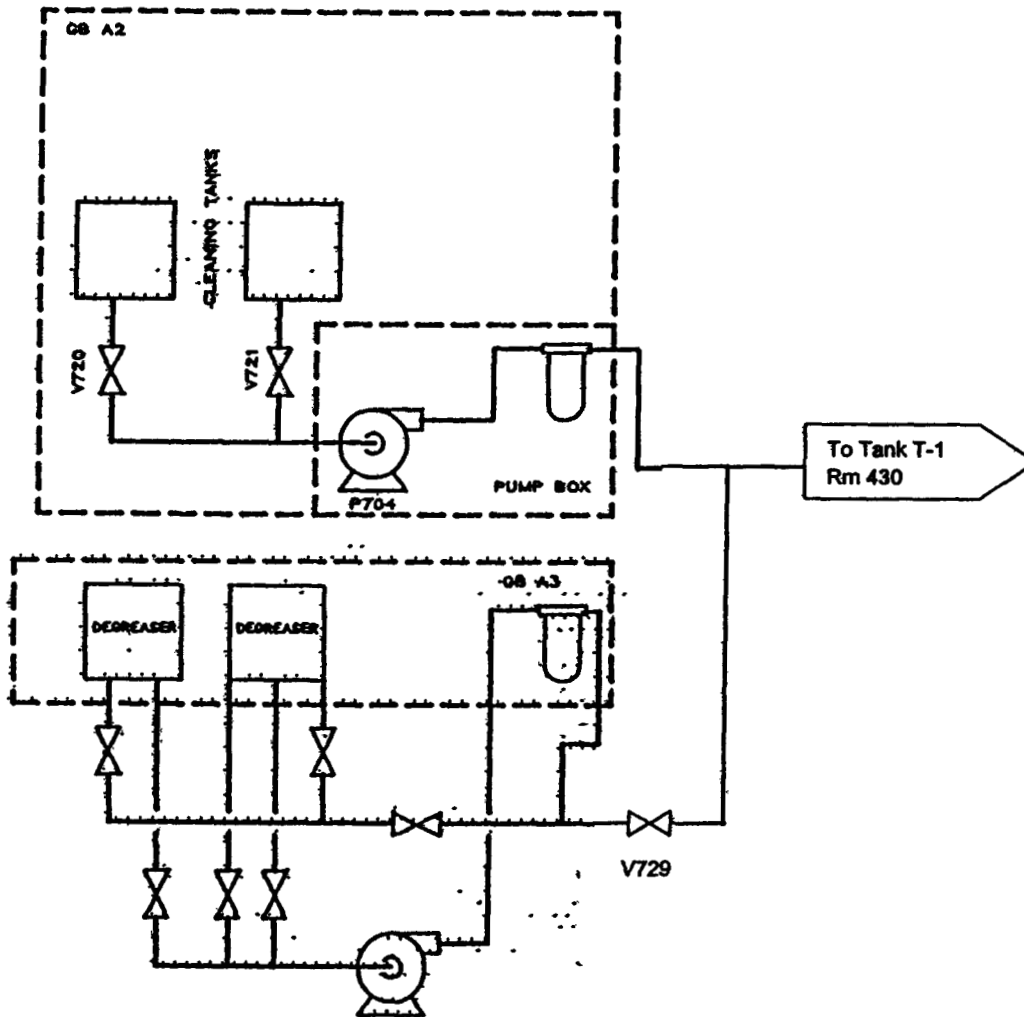 GB A2
CLEANING TANKS
V720
V721
P704
PUMP BOX
To Tank T-1
Rm 430
GB A3
DEGREASER
DEGREASER
V729